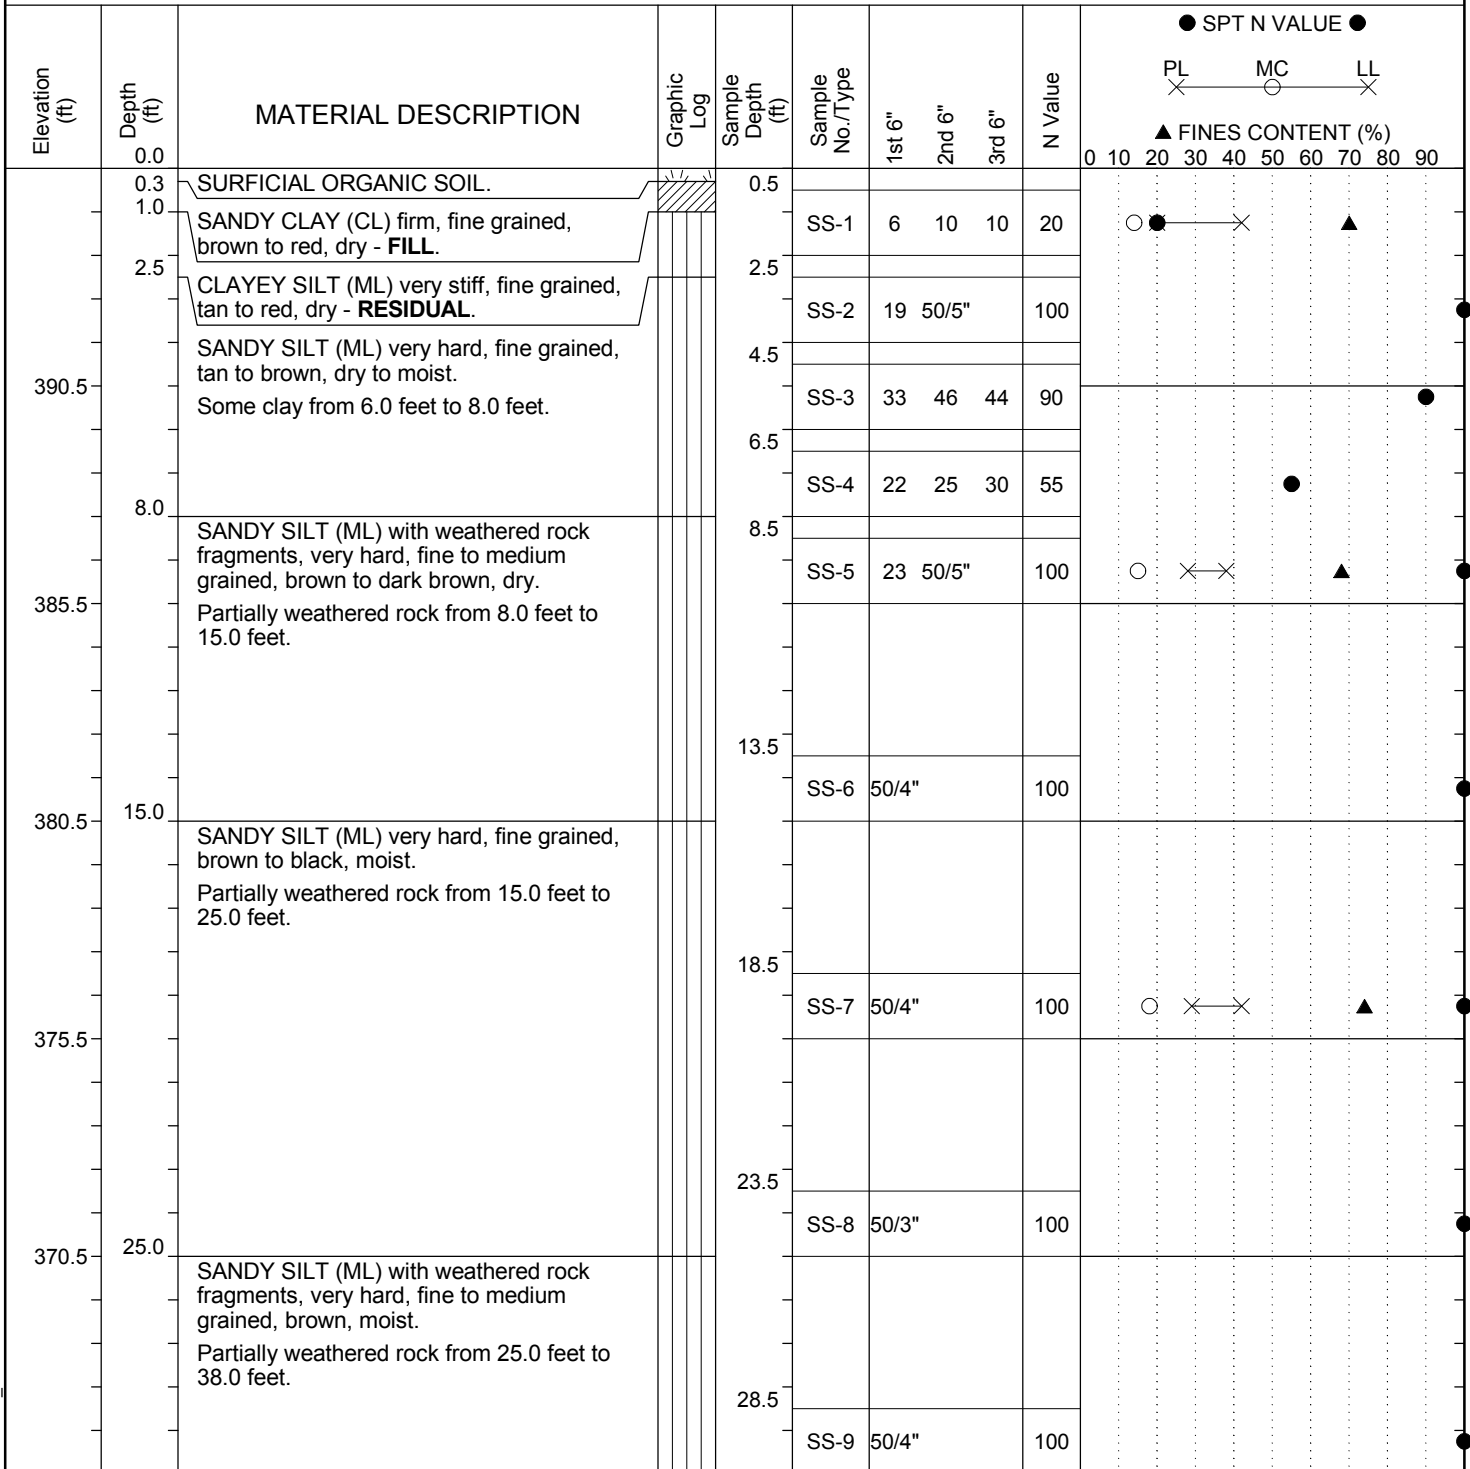 ● SPT N VALUE ●
PL MC LL
▲ FINES CONTENT (%)
0 10 20 30 40 50 60 70 80 90
Elevation (ft)
Depth (ft)
0.0
MATERIAL DESCRIPTION
Graphic Log
Sample Depth (ft)
Sample No./Type
1st 6"
2nd 6"
3rd 6"
N Value
0.3 SURFICIAL ORGANIC SOIL. 0.5
1.0
SANDY CLAY (CL) firm, fine grained,
brown to red, dry - FILL.
SS-1 6 10 10 20
2.5 2.5
CLAYEY SILT (ML) very stiff, fine grained,
tan to red, dry - RESIDUAL.
SS-2 19 50/5" 100
SANDY SILT (ML) very hard, fine grained,
tan to brown, dry to moist.
4.5
390.5
Some clay from 6.0 feet to 8.0 feet.
SS-3 33 46 44 90
6.5
SS-4 22 25 30 55
8.0
8.5
SANDY SILT (ML) with weathered rock
fragments, very hard, fine to medium
grained, brown to dark brown, dry.
SS-5 23 50/5" 100
385.5
Partially weathered rock from 8.0 feet to
15.0 feet.
13.5
SS-6 50/4" 100
15.0
380.5
SANDY SILT (ML) very hard, fine grained,
brown to black, moist.
Partially weathered rock from 15.0 feet to
25.0 feet.
18.5
SS-7 50/4" 100
375.5
23.5
SS-8 50/3" 100
25.0
370.5
SANDY SILT (ML) with weathered rock
fragments, very hard, fine to medium
grained, brown, moist.
Partially weathered rock from 25.0 feet to
38.0 feet.
28.5
SS-9 50/4" 100